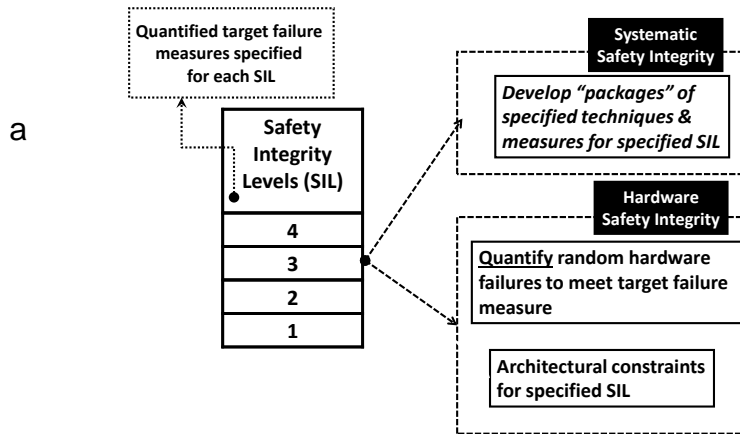 a
Quantified target failure
measures specified
for each SIL
Safety
Integrity
Levels (SIL)
4
3
2
1
Systematic
Safety Integrity
Develop “packages” of
specified techniques &
measures for specified SIL
Hardware
Safety Integrity
Quantify random hardware
failures to meet target failure
measure
Architectural constraints
for specified SIL